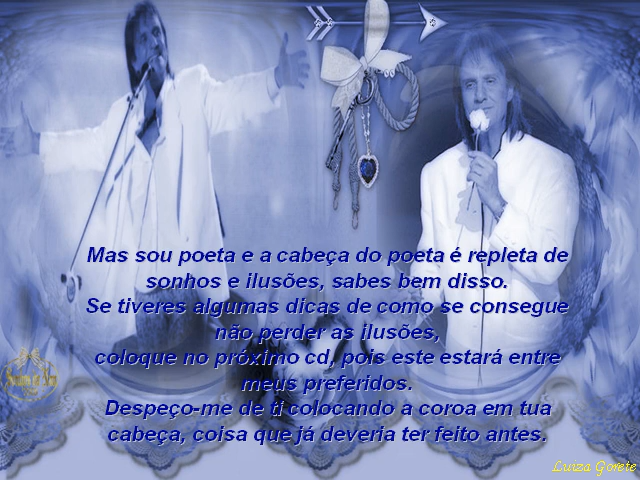 Mas sou poeta e a cabeça do poeta é repleta de
sonhos e ilusões, sabes bem disso.
Se tiveres algumas dicas de como se consegue
não perder as ilusões,
coloque no próximo cd, pois este estará entre
meus preferidos.
Despeço-me de ti colocando a coroa em tua
cabeça, coisa que já deveria ter feito antes.
Luiza Gorete